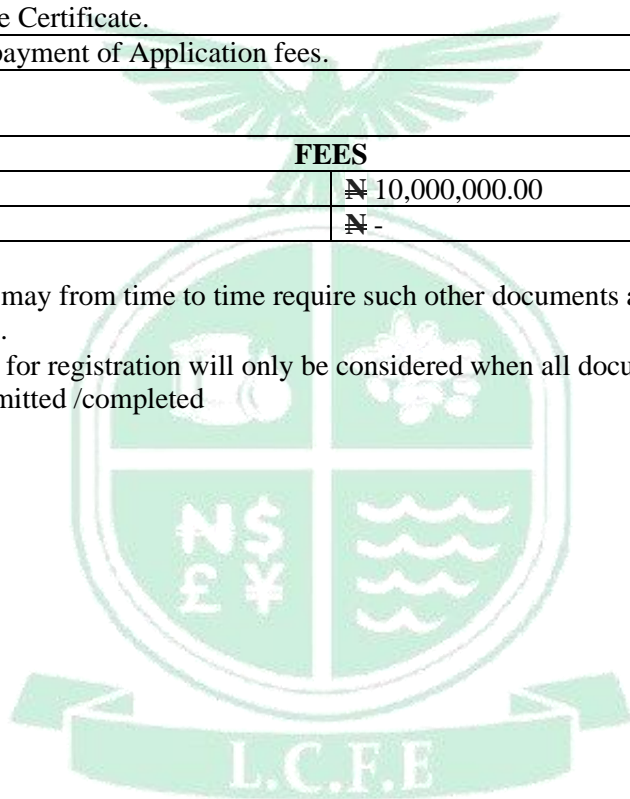 e Certificate.
payment of Application fees.
FEES
₦ 10,000,000.00
₦ -
may from time to time require such other documents a
.
for registration will only be considered when all docu
mitted /completed
₦$
£¥
L.C.F.E